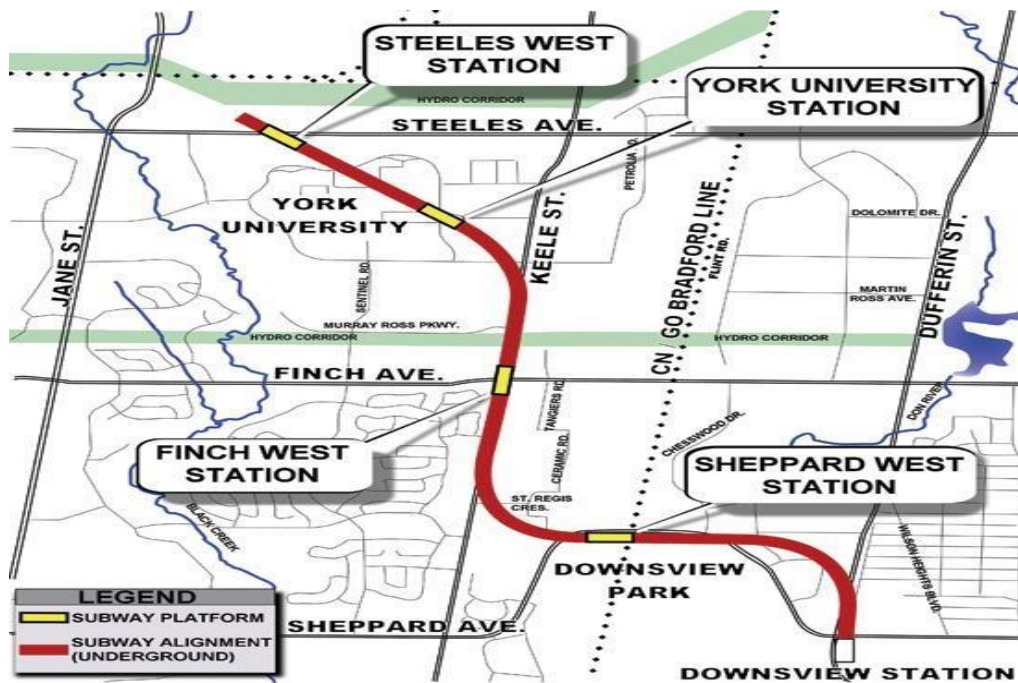 STEELES WEST
STATION
YORK UNIVERSITY
STATION
HYDRO CORRIDOR
STEELES AVE.
PETROLIA RD.
YORK
UNIVERSITY
KEELE ST.
CN / GO BRADFORD LINE
FLINT RD.
DOLOMITE DR.
DUFFERIN ST.
JANE ST.
SENTINEL RD.
MARTIN
ROSS AVE.
MURRAY ROSS PKWY.
HYDRO CORRIDOR
HYDRO CORRIDOR
FINCH AVE.
TANGIERS RD.
DON RIVER
CHESSWOOD DR.
FINCH WEST
STATION
CERAMIC RD.
SHEPPARD WEST
STATION
ST. REGIS
CRES.
BLACK CREEK
WILSON HEIGHTS BLVD.
DOWNSVIEW
PARK
LEGEND
SUBWAY PLATFORM
SUBWAY ALIGNMENT
(UNDERGROUND)
SHEPPARD AVE.
DOWNSVIEW STATION